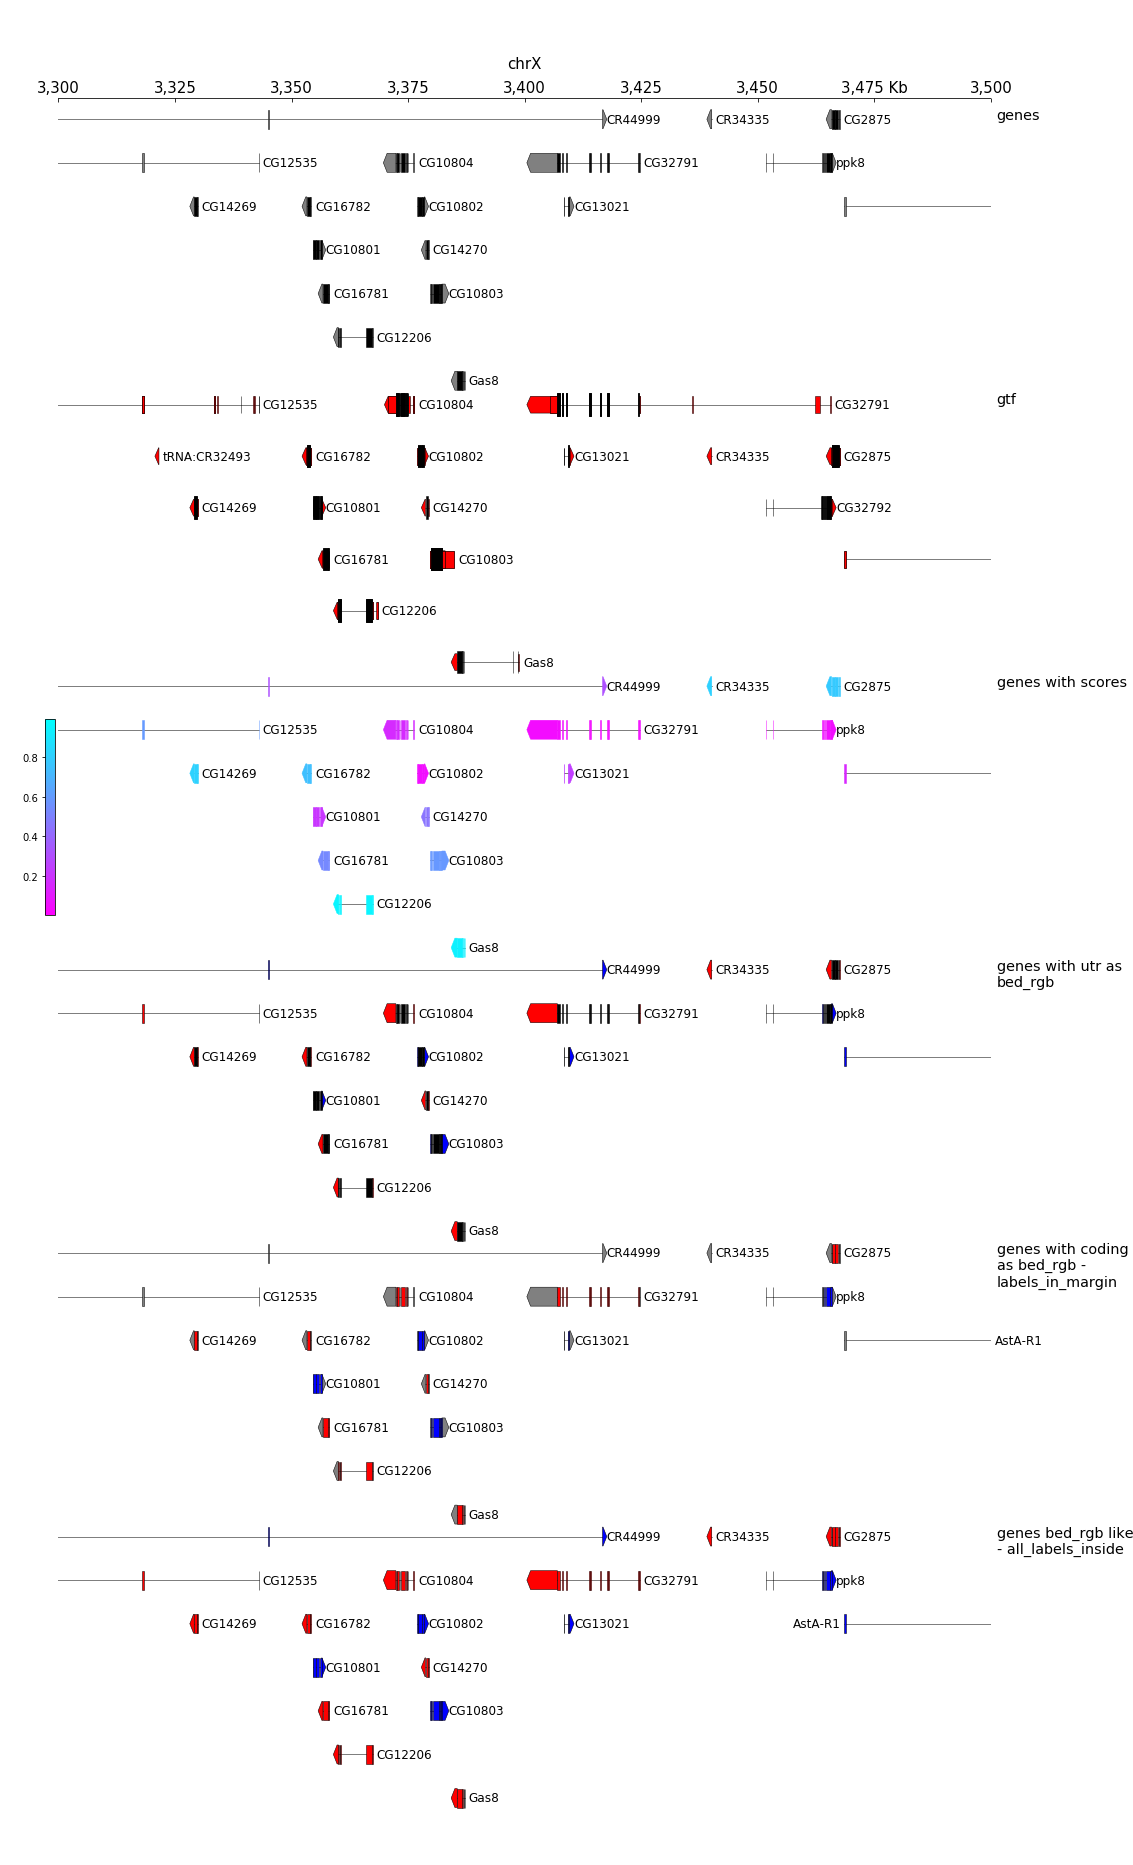 chrX
3,300 3,325 3,350 3,375 3,400 3,425 3,450 3,475 Kb 3,500
CR44999 CR34335 CG2875 genes
CG12535 CG10804 CG32791 ppk8
CG14269 CG16782 CG10802 CG13021
CG10801 CG14270
CG16781 CG10803
CG12206
Gas8
CG12535 CG10804 CG32791 gtf
tRNA:CR32493 CG16782 CG10802 CG13021 CR34335 CG2875
CG14269 CG10801 CG14270 CG32792
CG16781 CG10803
CG12206
Gas8
CR44999 CR34335 CG2875 genes with scores
CG12535 CG10804 CG32791 ppk8
0.8
CG14269 CG16782 CG10802 CG13021
0.6
CG10801 CG14270
0.4
CG16781 CG10803
0.2
CG12206
Gas8
CR44999 CR34335 CG2875 genes with utr as
bed_rgb
CG12535 CG10804 CG32791 ppk8
CG14269 CG16782 CG10802 CG13021
CG10801 CG14270
CG16781 CG10803
CG12206
Gas8
CR44999 CR34335 CG2875 genes with coding
as bed_rgb -
labels_in_margin
CG12535 CG10804 CG32791 ppk8
CG14269 CG16782 CG10802 CG13021 AstA-R1
CG10801 CG14270
CG16781 CG10803
CG12206
Gas8
CR44999 CR34335 CG2875 genes bed_rgb like
- all_labels_inside
CG12535 CG10804 CG32791 ppk8
CG14269 CG16782 CG10802 CG13021 AstA-R1
CG10801 CG14270
CG16781 CG10803
CG12206
Gas8